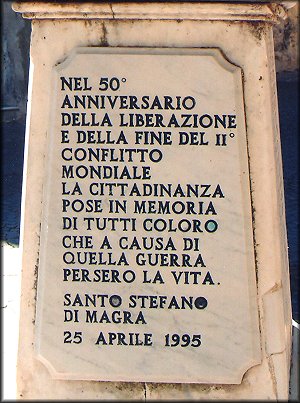 NEL 50°
ANNIVERSARIO
DELLA LIBERAZIONE
E DELLA FINE DEL II°
CONFLITTO
MONDIALE
LA CITTADINANZA
POSE IN MEMORIA
DI TUTTI COLORO
CHE A CAUSA DI
QUELLA GUERRA
PERSERO LA VITA.
SANTO STEFANO
DI MAGRA
25 APRILE 1995